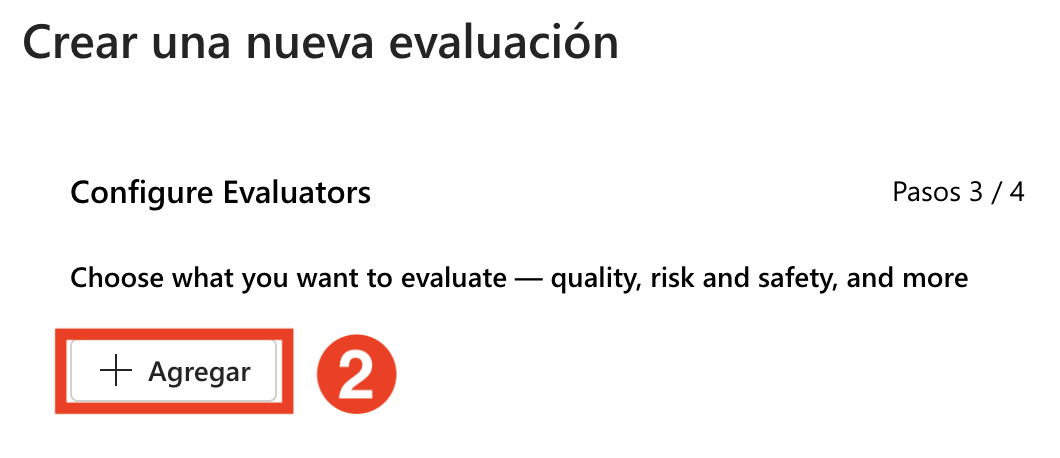 Crear una nueva evaluación
Configure Evaluators
Pasos 3 / 4
Choose what you want to evaluate — quality, risk and safety, and more
Agregar
2